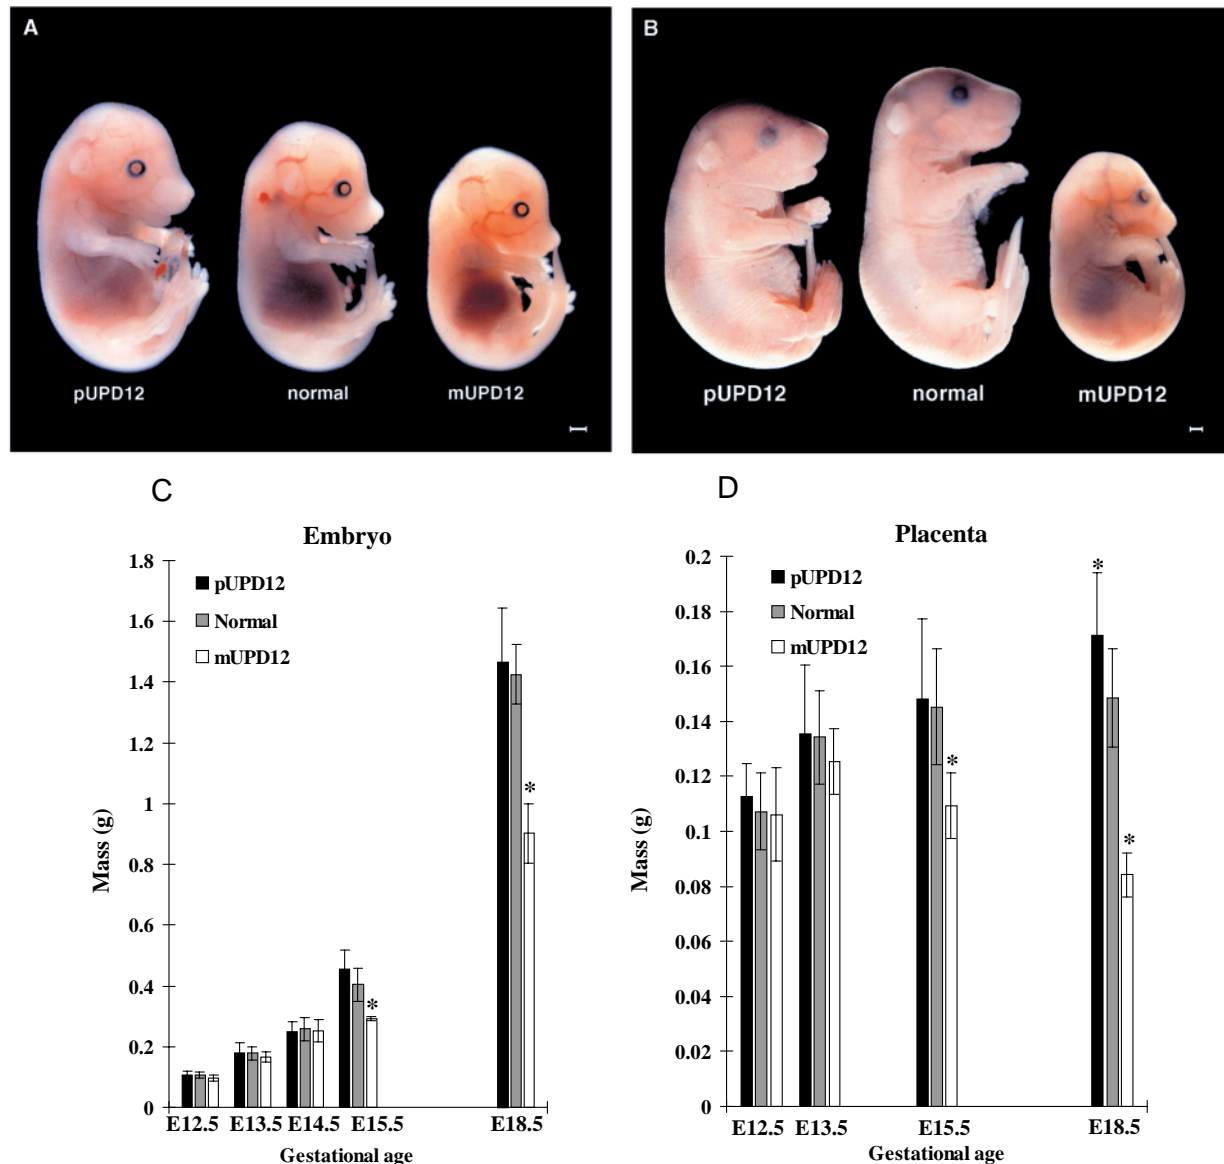 A
pUPD12 normal mUPD12
B
pUPD12 normal mUPD12
C
Embryo
1.8
1.6
1.4
1.2
1
0.8
0.6
0.4
0.2
0
Mass (g)
pUPD12
Normal
mUPD12
*
*
E12.5 E13.5 E14.5 E15.5 E18.5
Gestational age
D
Placenta
0.2
0.18
0.16
0.14
0.12
0.1
0.08
0.06
0.04
0.02
0
Mass (g)
pUPD12
Normal
mUPD12
*
*
*
E12.5 E13.5 E15.5 E18.5
Gestational age